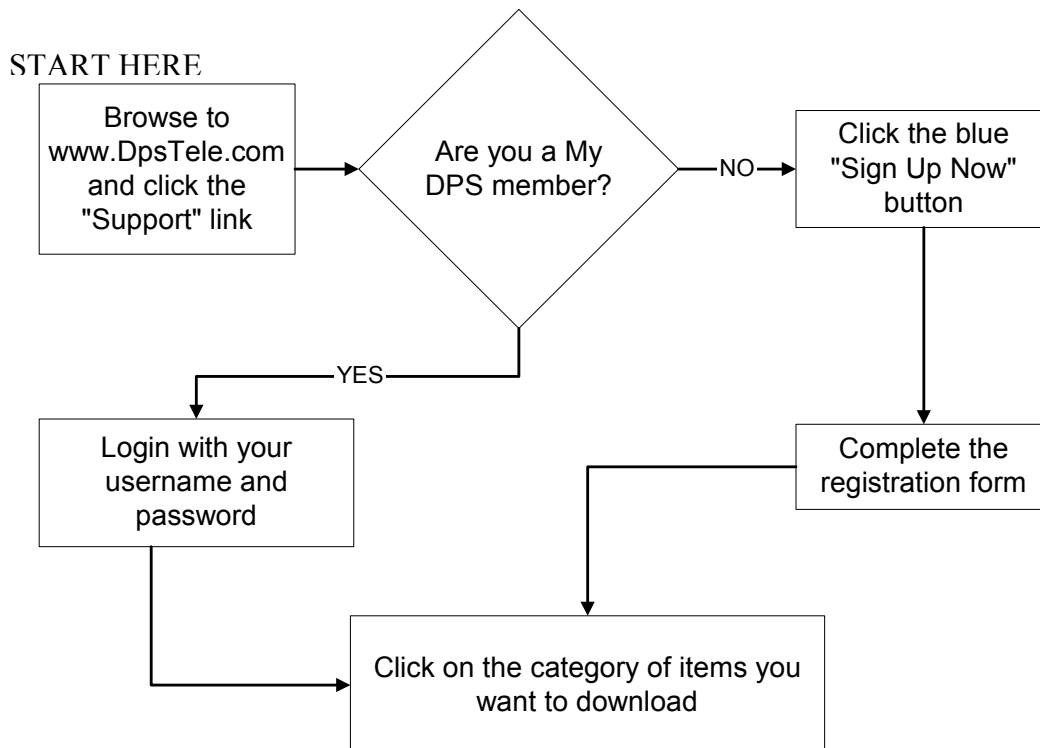 START HERE
Browse to
www.DpsTele.com
and click the
"Support" link
Are you a My
DPS member?
NO
Click the blue
"Sign Up Now"
button
YES
Login with your
username and
password
Complete the
registration form
Click on the category of items you
want to download